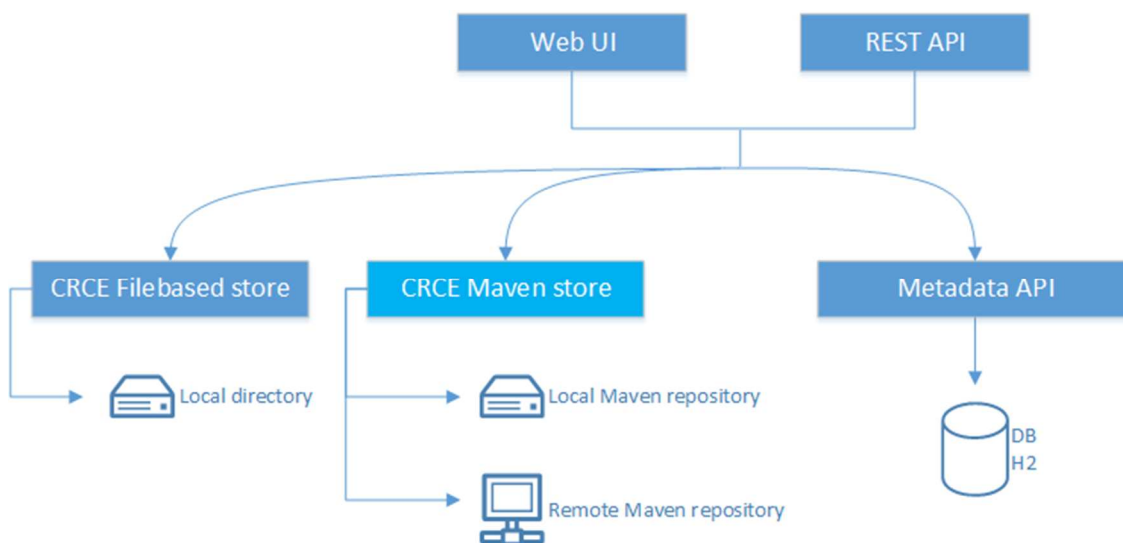 Web UI
REST API
CRCE Filebased store
CRCE Maven store
Metadata API
Local directory
Local Maven repository
DB
H2
Remote Maven repository